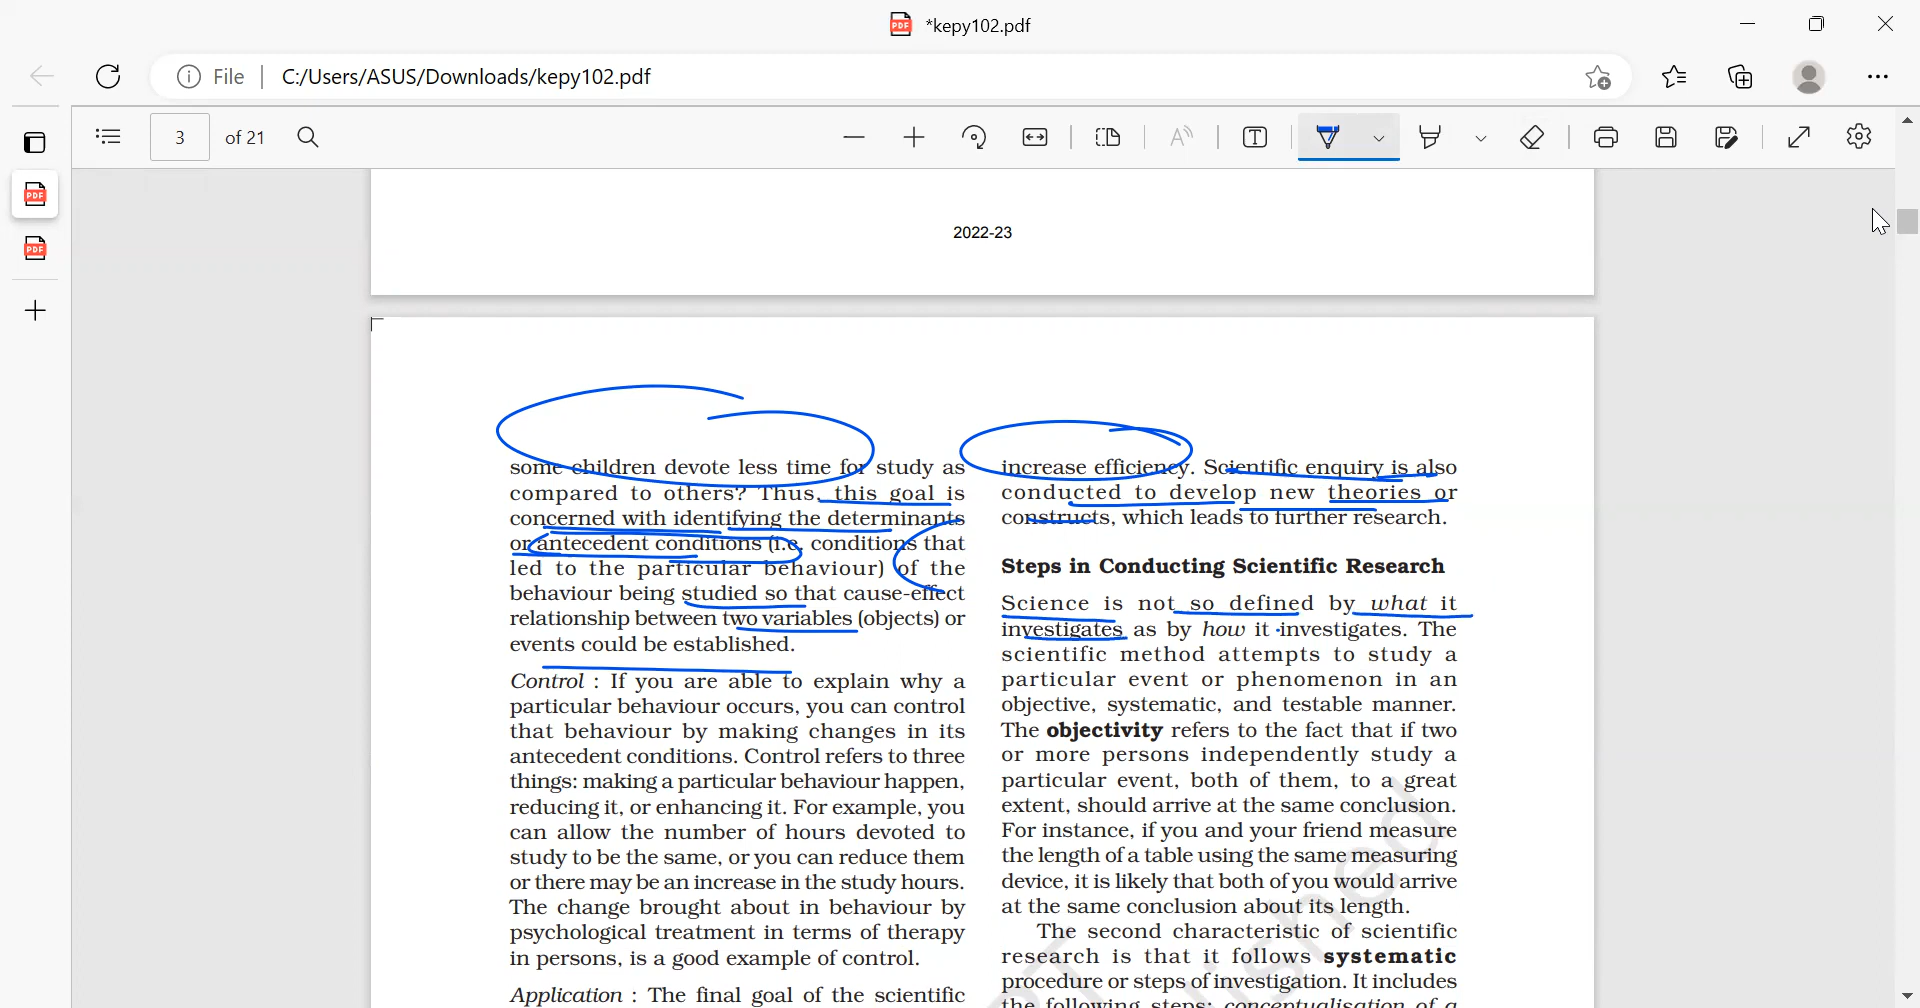 *kepy102.pdf
File
C:/Users/ASUS/Downloads/kepy102.pdf
3 of 21
2022-23
some children devote less time for study as
compared to others? Thus, this goal is
concerned with identifying the determinants
or antecedent conditions (i.e. conditions that
led to the particular behaviour) of the
behaviour being studied so that cause-effect
relationship between two variables (objects) or
events could be established.
Control : If you are able to explain why a
particular behaviour occurs, you can control
that behaviour by making changes in its
antecedent conditions. Control refers to three
things: making a particular behaviour happen,
reducing it, or enhancing it. For example, you
can allow the number of hours devoted to
study to be the same, or you can reduce them
or there may be an increase in the study hours.
The change brought about in behaviour by
psychological treatment in terms of therapy
in persons, is a good example of control.
Application : The final goal of the scientific
increase efficiency. Scientific enquiry is also
conducted to develop new theories or
constructs, which leads to further research.
Steps in Conducting Scientific Research
Science is not so defined by what it
investigates as by how it investigates. The
scientific method attempts to study a
particular event or phenomenon in an
objective, systematic, and testable manner.
The objectivity refers to the fact that if two
or more persons independently study a
particular event, both of them, to a great
extent, should arrive at the same conclusion.
For instance, if you and your friend measure
the length of a table using the same measuring
device, it is likely that both of you would arrive
at the same conclusion about its length.
The second characteristic of scientific
research is that it follows systematic
procedure or steps of investigation. It includes
the following steps: conceptualisation of a